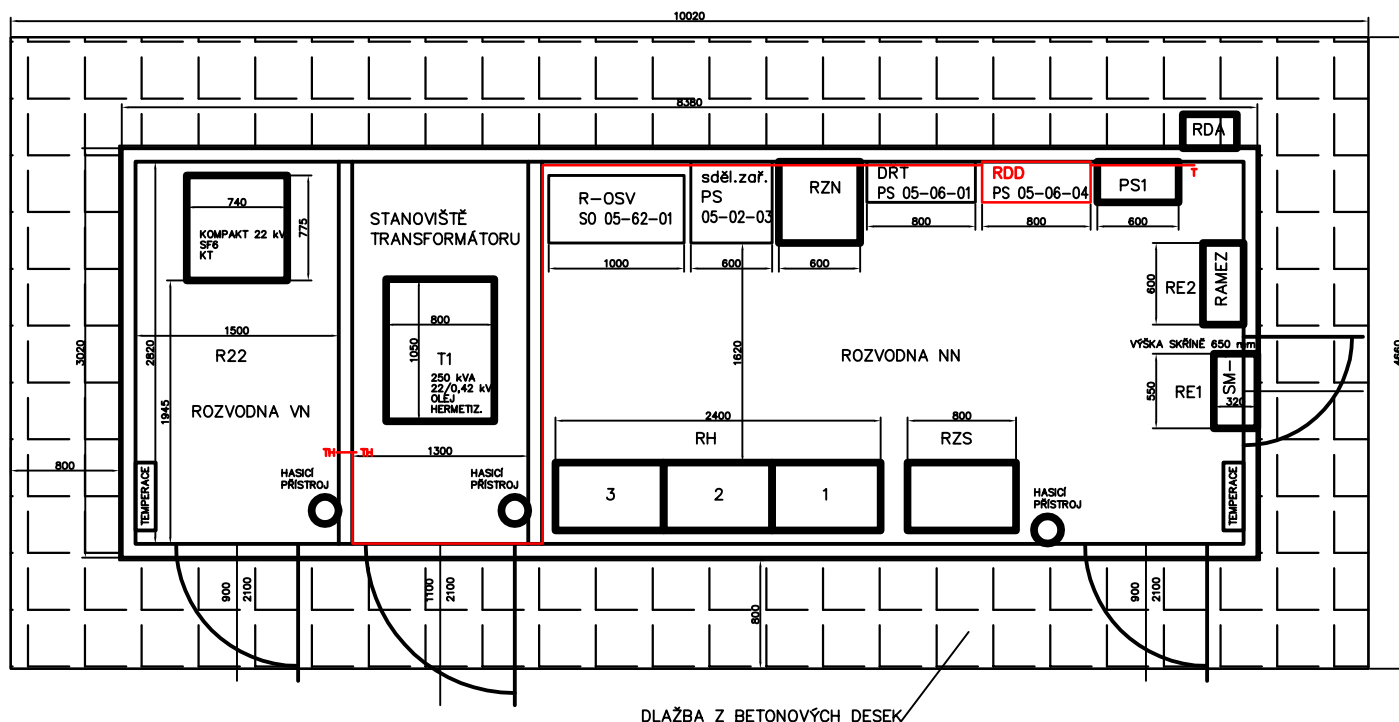 10020
8380
RDA
740
775
KOMPAKT 22 kV
SF6
KT
STANOVIŠTĚ
TRANSFORMÁTORU
R-OSV
SO 05-62-01
1000
sděl.zař.
PS
05-02-03
600
RZN
600
DRT
PS 05-06-01
800
RDD
PS 05-06-04
800
PS1
600
T
RE2
600
RAMEZ
VÝŠKA SKŘÍNĚ 650 mm
RE1
550
SM-
320
3020
2820
1500
R22
1945
ROZVODNA VN
800
1050
T1
250 kVA
22/0,42 kV
OLEJ
HERMETIZ.
1620
ROZVODNA NN
4660
800
TH
TH
1300
2400
RH
800
RZS
TEMPERACE
HASICÍ
PŘÍSTROJ
HASICÍ
PŘÍSTROJ
3
2
1
HASICÍ
PŘÍSTROJ
TEMPERACE
900
2100
1100
2100
800
900
2100
DLAŽBA Z BETONOVÝCH DESEK